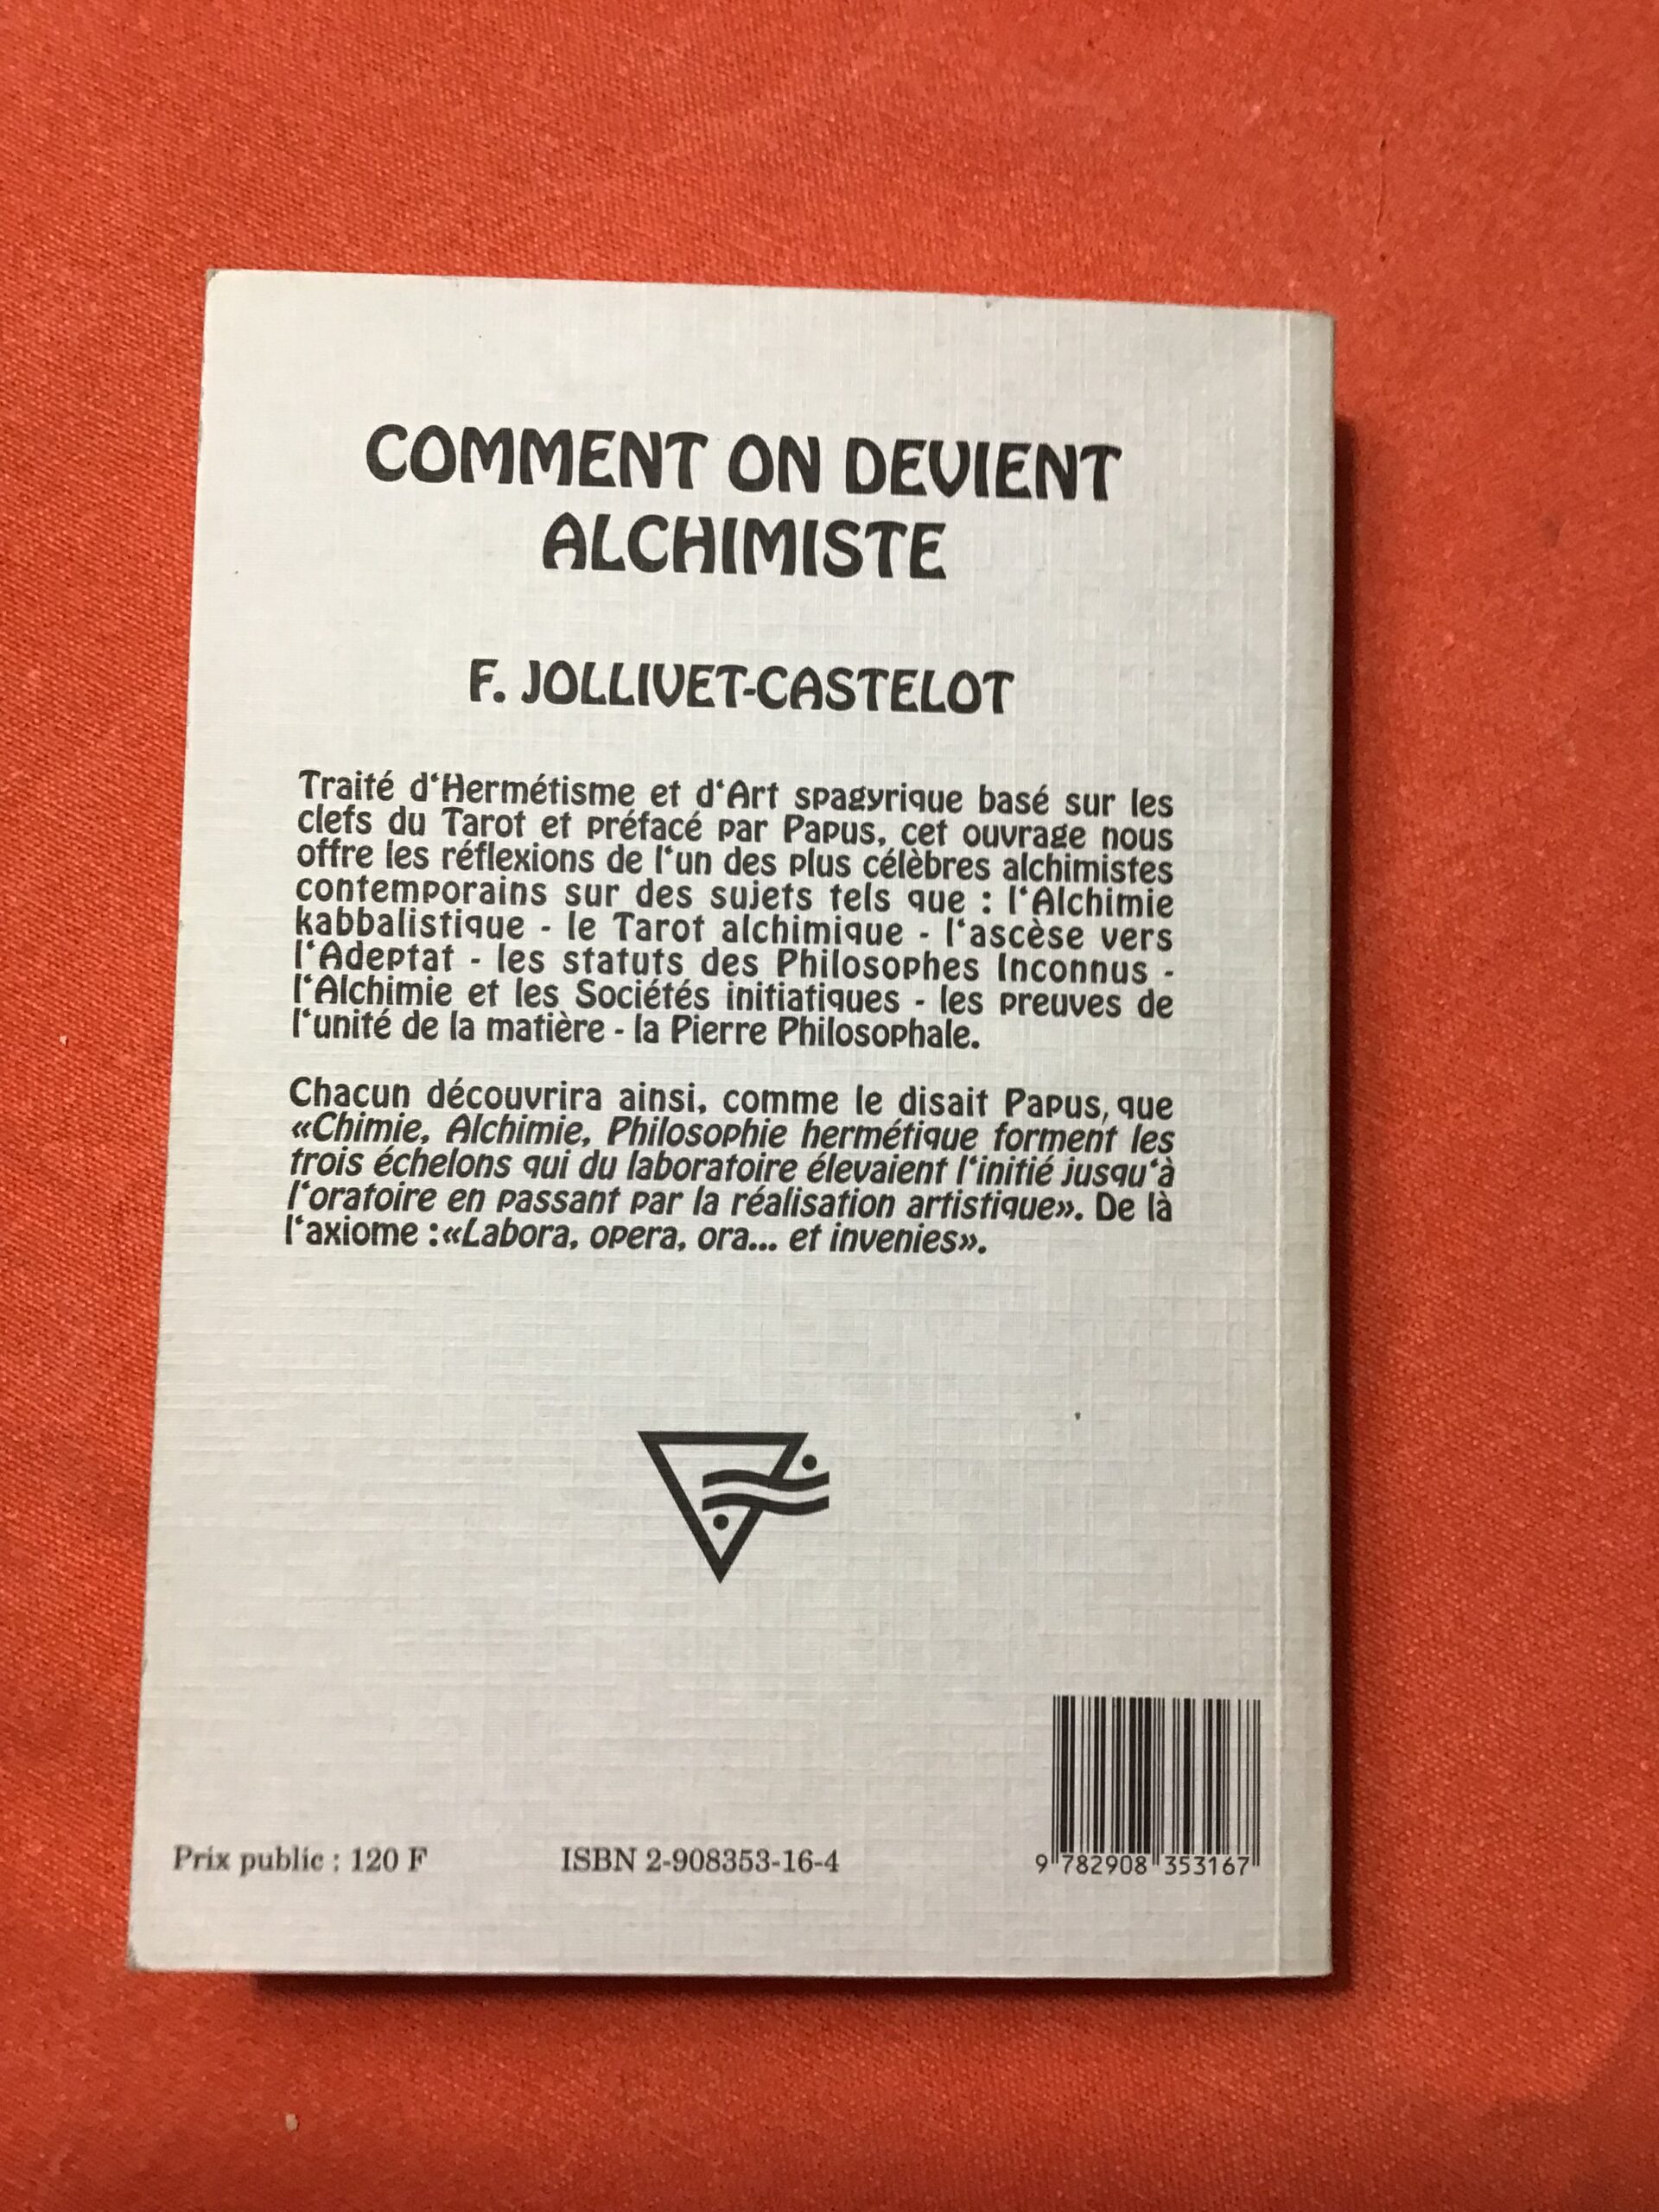 COMMENT ON DEVIENT
ALCHIMISTE
F. JOLLIVET-CASTELOT
Traité d‘Hermétisme et d‘Art spagyrique basé sur les
clefs du Tarot et préfacé par Papus, cet ouvrage nous
offre les réflexions de l‘un des plus célèbres alchimistes
contemporains sur des sujets tels que : l‘Alchimie
kabbalistique - le Tarot alchimique - l‘ascèse vers
l‘Adeptat - les statuts des Philosophes Inconnus -
l‘Alchimie et les Sociétés initiatiques - les preuves de
l‘unité de la matière - la Pierre Philosophale.
Chacun découvrira ainsi, comme le disait Papus, que
«Chimie, Alchimie, Philosophie hermétique forment les
trois échelons qui du laboratoire élevaient l‘initié jusqu‘à
l‘oratoire en passant par la réalisation artistique». De là
l‘axiome :«Labora, opera, ora... et invenies».
Prix public : 120 F
ISBN 2-908353-16-4
9 782908 353167